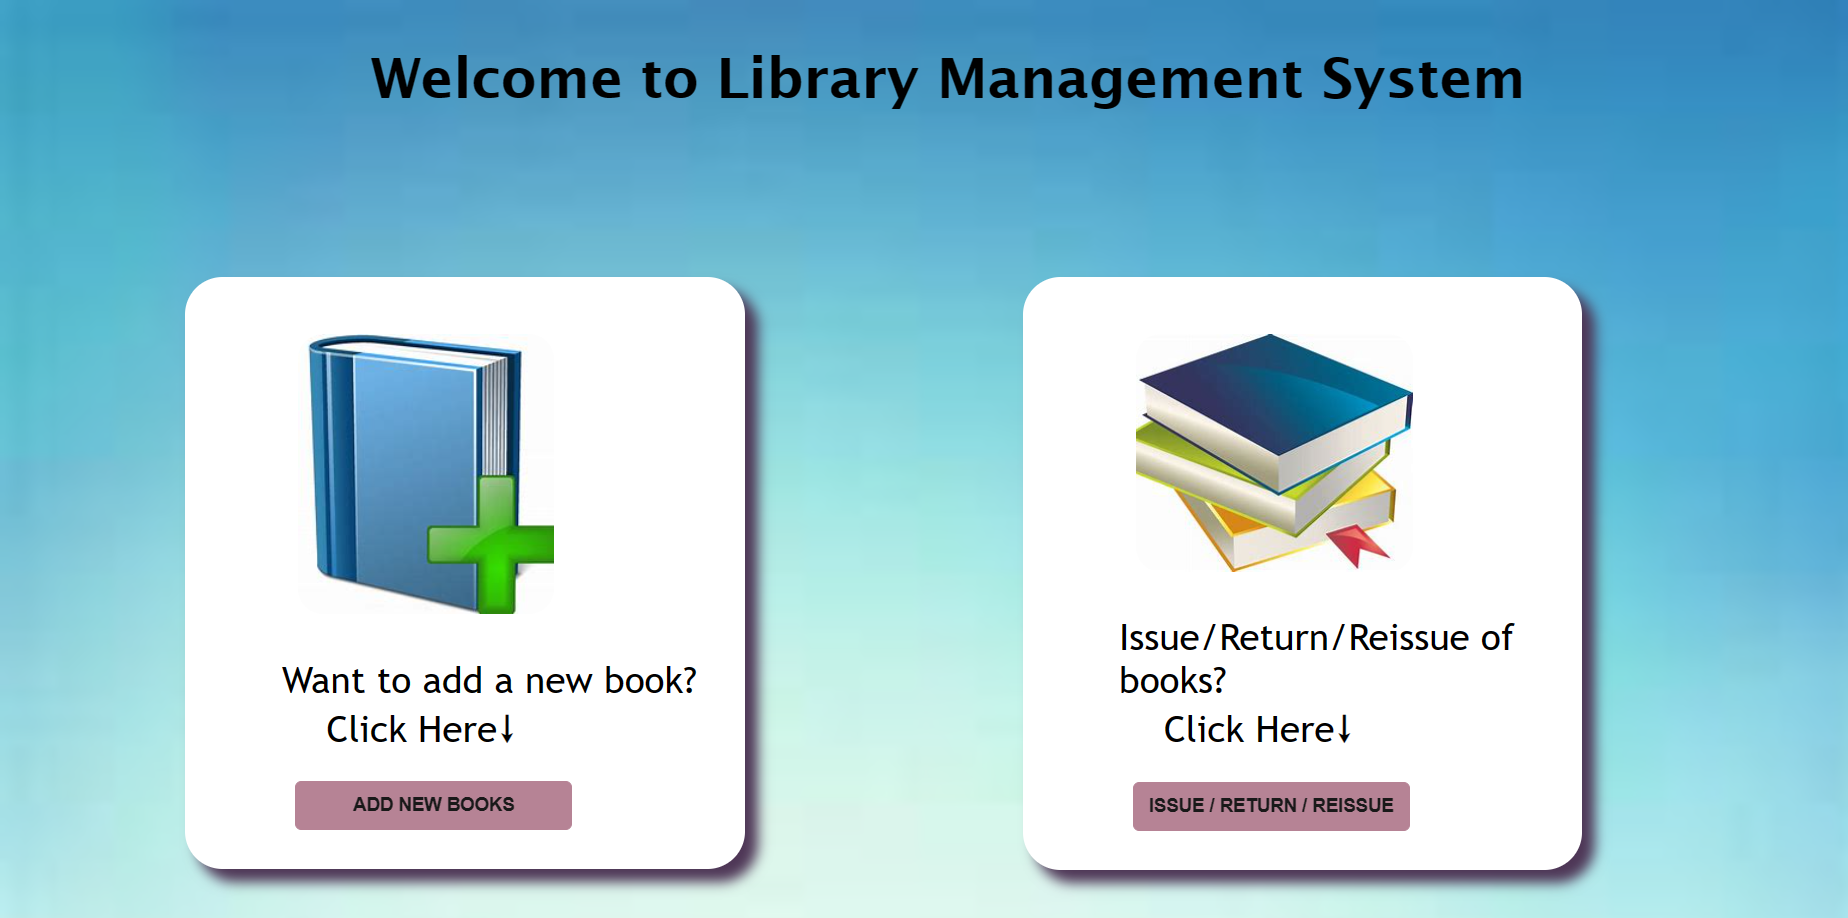 Welcome to Library Management System
Want to add a new book?
Click Here↓
ADD NEW BOOKS
Issue/Return/Reissue of
books?
Click Here↓
ISSUE / RETURN / REISSUE